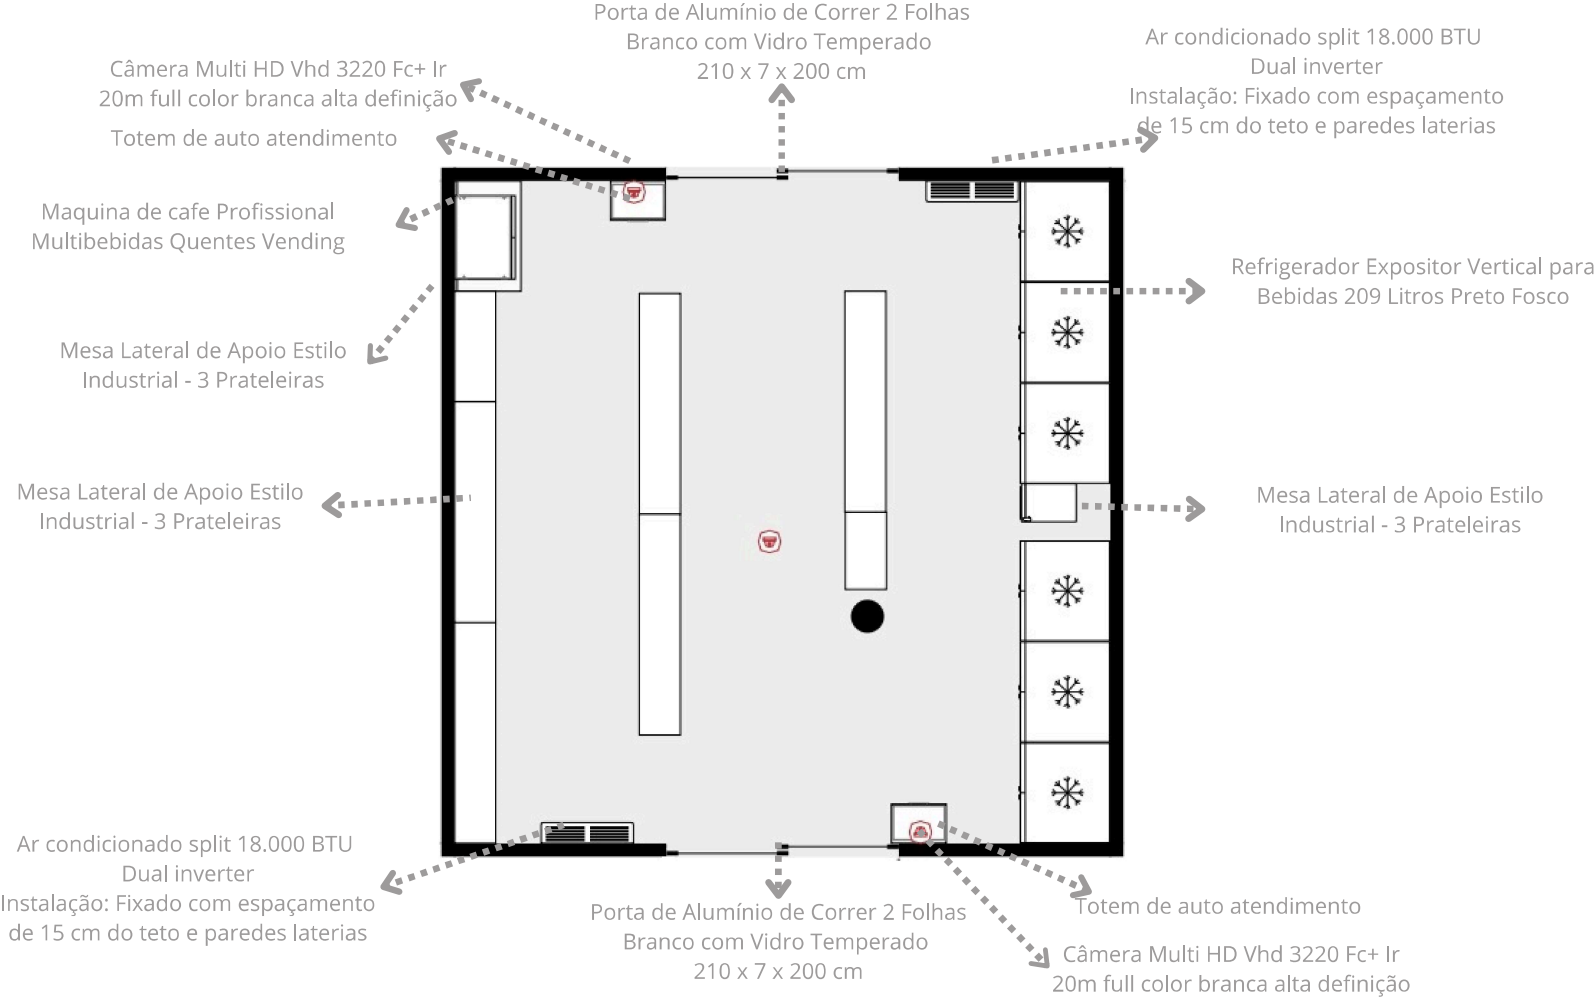 Porta de Alumínio de Correr 2 Folhas
Branco com Vidro Temperado
210 x 7 x 200 cm
Câmera Multi HD Vhd 3220 Fc+ Ir
20m full color branca alta definição
Totem de auto atendimento
Ar condicionado split 18.000 BTU
Dual inverter
Instalação: Fixado com espaçamento
de 15 cm do teto e paredes laterias
Maquina de cafe Profissional
Multibebidas Quentes Vending
Refrigerador Expositor Vertical para
Bebidas 209 Litros Preto Fosco
Mesa Lateral de Apoio Estilo
Industrial - 3 Prateleiras
Mesa Lateral de Apoio Estilo
Industrial - 3 Prateleiras
Mesa Lateral de Apoio Estilo
Industrial - 3 Prateleiras
Ar condicionado split 18.000 BTU
Dual inverter
Instalação: Fixado com espaçamento
de 15 cm do teto e paredes laterias
Porta de Alumínio de Correr 2 Folhas
Branco com Vidro Temperado
210 x 7 x 200 cm
Totem de auto atendimento
Câmera Multi HD Vhd 3220 Fc+ Ir
20m full color branca alta definição